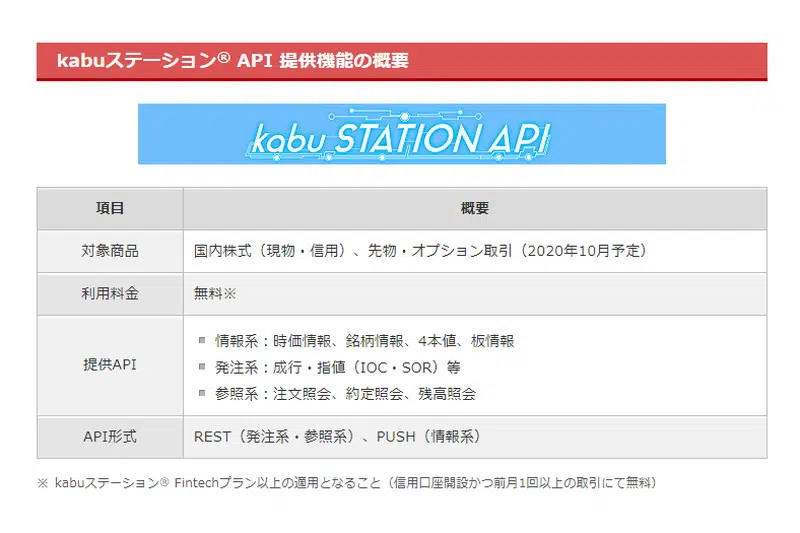 kabuステーション® API 提供機能の概要
kabu STATION API
項目 概要
対象商品 国内株式（現物・信用）、先物・オプション取引（2020年10月予定）
利用料金 無料※
提供API
■ 情報系：時価情報、銘柄情報、4本値、板情報
■ 発注系：成行・指値（IOC・SOR）等
■ 参照系：注文照会、約定照会、残高照会
API形式 REST（発注系・参照系）、PUSH（情報系）
※ kabuステーション® Fintechプラン以上の適用となること（信用口座開設かつ前月1回以上の取引にて無料）